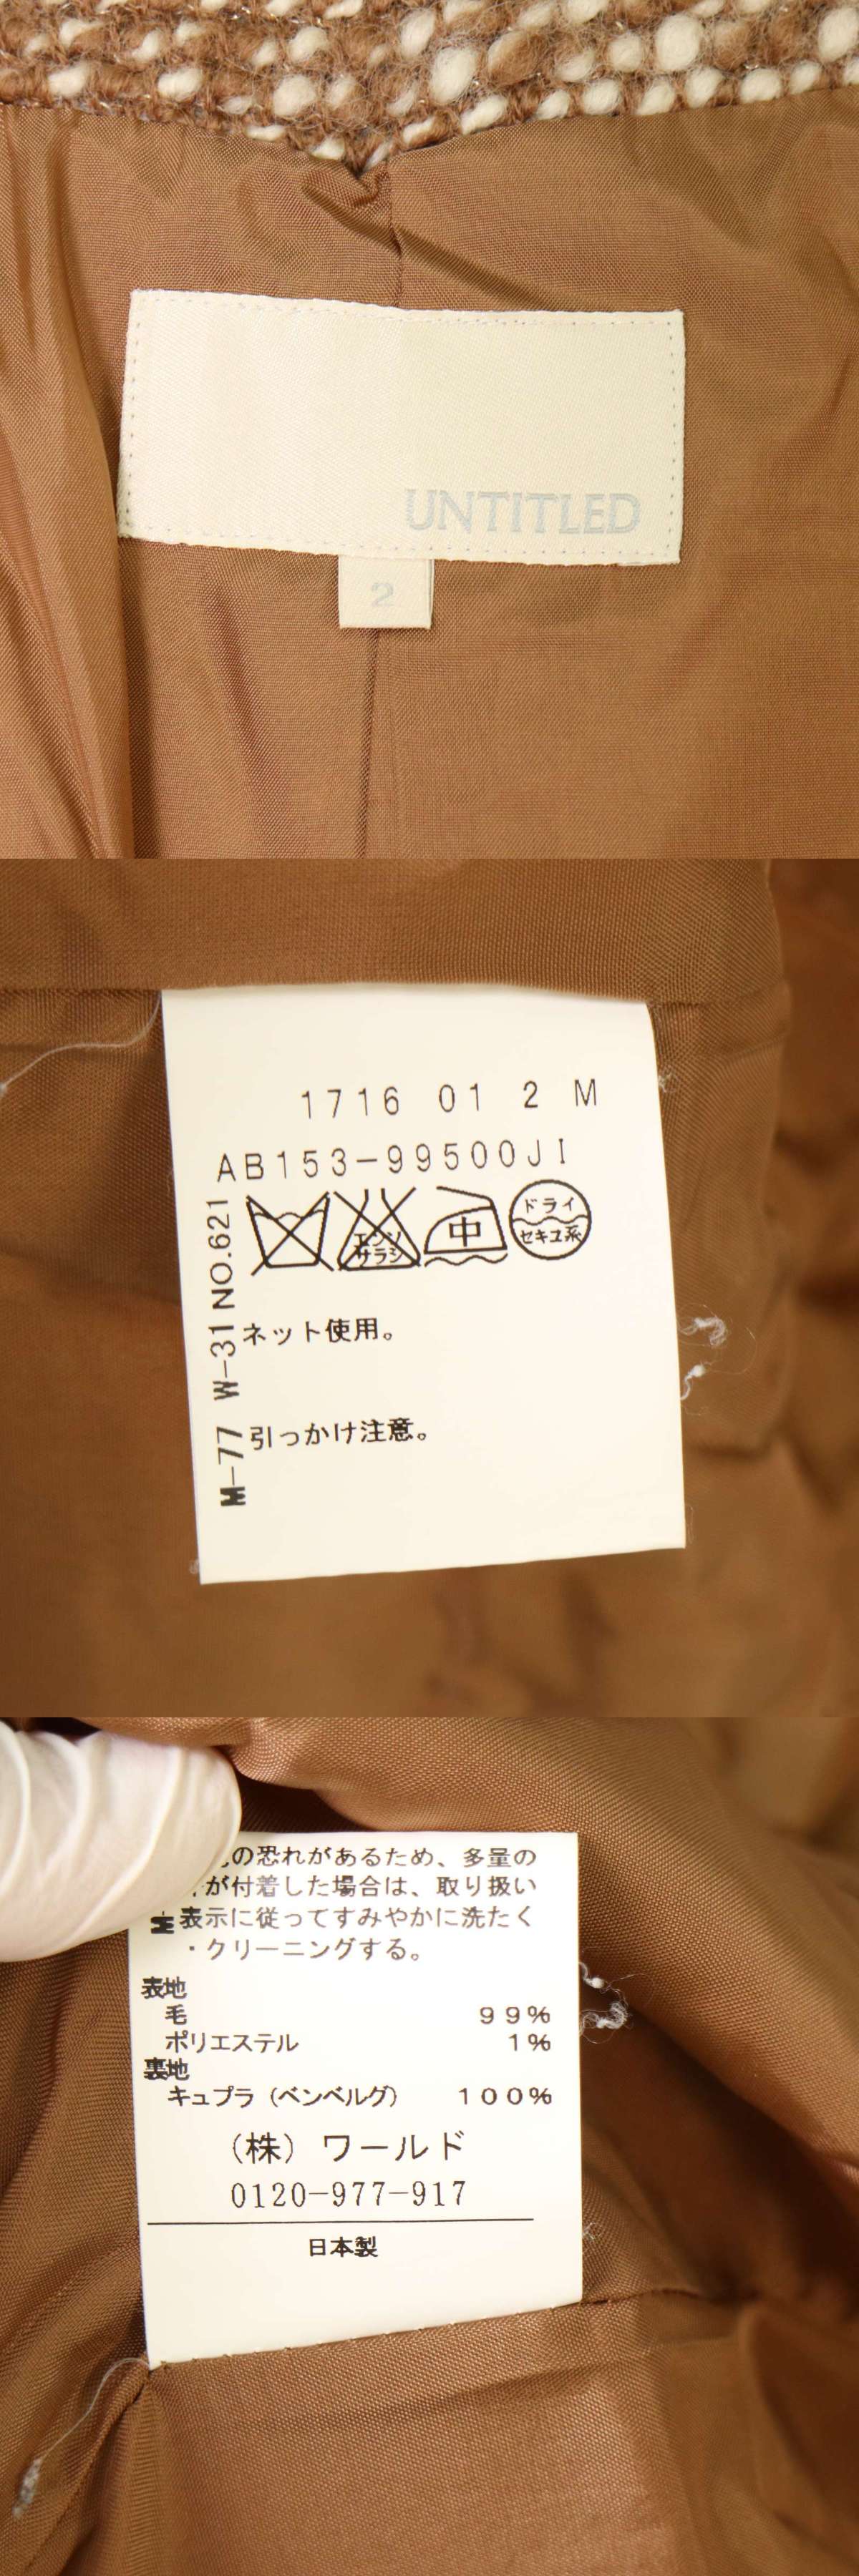 UNTITLED
2
1716 01 2 M
AB153-99500JI
エンソ
サラシ
中
ドライ
セキユ系
M-77 W-31 NO.621
ネット使用。
引っかけ注意。
の恐れがあるため、多量の
が付着した場合は、取り扱い
表示に従ってすみやかに洗たく
・クリーニングする。
表地
毛 99%
ポリエステル 1%
裏地
キュプラ(ベンベルグ) 100%
(株)ワールド
0120-977-917
日本製